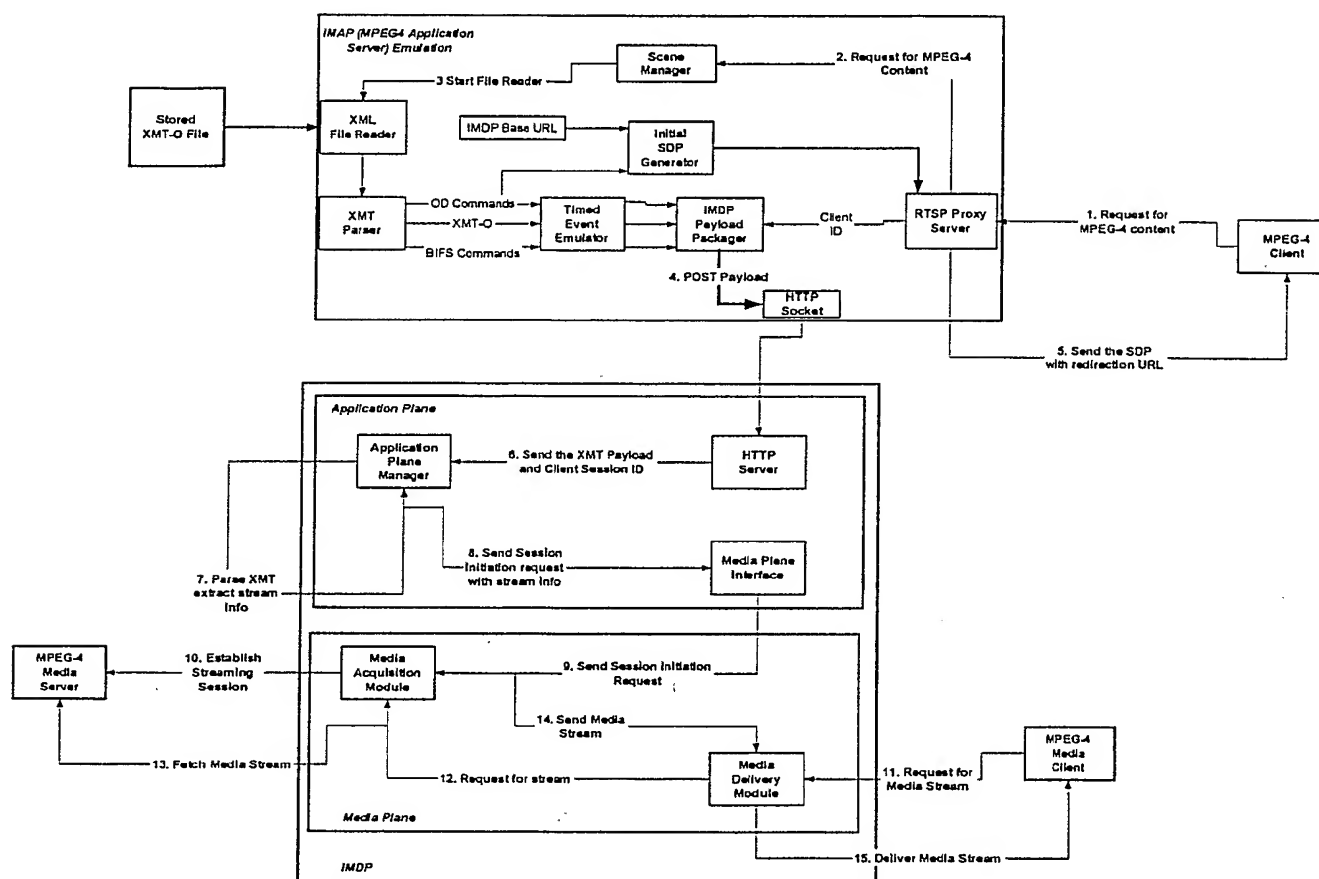 IMAP (MPEG4 Application
Server) Emulation
Scene
Manager
2. Request for MPEG-4
Content
3 Start File Reader
Stored
XMT-O File
XML
File Reader
IMDP Base URL
Initial
SDP
Generator
XMT
Parser
OD Commands
XMT-O
BIFS Commands
Timed
Event
Emulator
IMDP
Payload
Packager
Client
ID
RTSP Proxy
Server
1. Request for
MPEG-4 content
MPEG-4
Client
4. POST Payload
HTTP
Socket
5. Send the SDP
with redirection URL
Application Plane
Application
Plane
Manager
6. Send the XMT Payload
and Client Session ID
HTTP
Server
7. Parse XMT
extract stream
Info
8. Send Session
Initiation request
with stream Info
Media Plane
Interface
MPEG-4
Media
Server
10. Establish
Streaming
Session
Media
Acquisition
Module
9. Send Session Initiation
Request
14. Send Media
Stream
13. Fetch Media Stream
12. Request for stream
Media
Delivery
Module
11. Request for
Media Stream
MPEG-4
Media
Client
Media Plane
15. Deliver Media Stream
IMDP